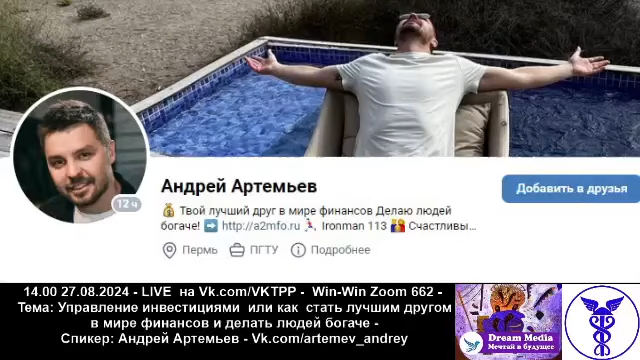 12 ч
Андрей Артемьев
Добавить в друзья
💰 Твой лучший друг в мире финансов Делаю людей
богаче! ➡️ http://a2mfo.ru 🏃 Ironman 113 👫 Счастливы...
Пермь ПГТУ Подробнее
14.00 27.08.2024 - LIVE на Vk.com/VKTPP - Win-Win Zoom 662 -
Тема: Управление инвестициями или как стать лучшим другом
в мире финансов и делать людей богаче -
Спикер: Андрей Артемьев - Vk.com/artemev_andrey
Dream Media
Мечтай в будущее